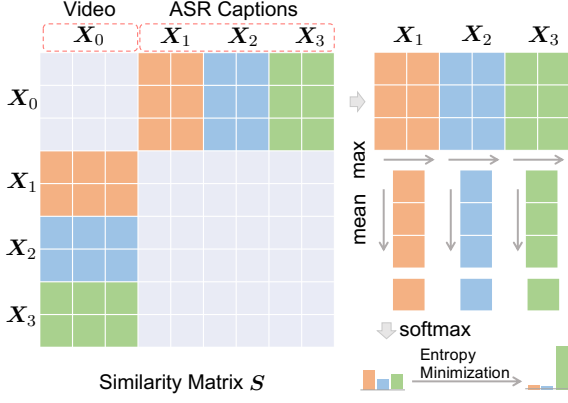 Video ASR Captions
X₀ X₁ X₂ X₃
X₀
X₁
X₂
X₃
Similarity Matrix S
X₁ X₂ X₃
max
mean
softmax
Entropy
Minimization